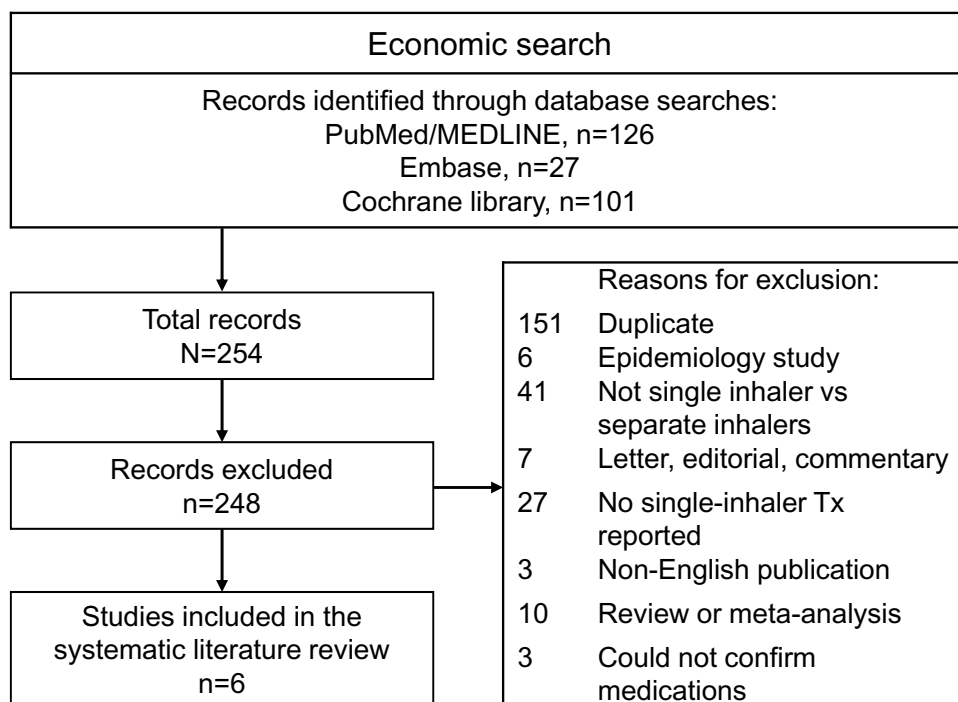 Economic search
Records identified through database searches:
PubMed/MEDLINE, n=126
Embase, n=27
Cochrane library, n=101
Total records
N=254
Records excluded
n=248
Studies included in the
systematic literature review
n=6
Reasons for exclusion:
151 Duplicate
6 Epidemiology study
41 Not single inhaler vs
separate inhalers
7 Letter, editorial, commentary
27 No single-inhaler Tx
reported
3 Non-English publication
10 Review or meta-analysis
3 Could not confirm
medications